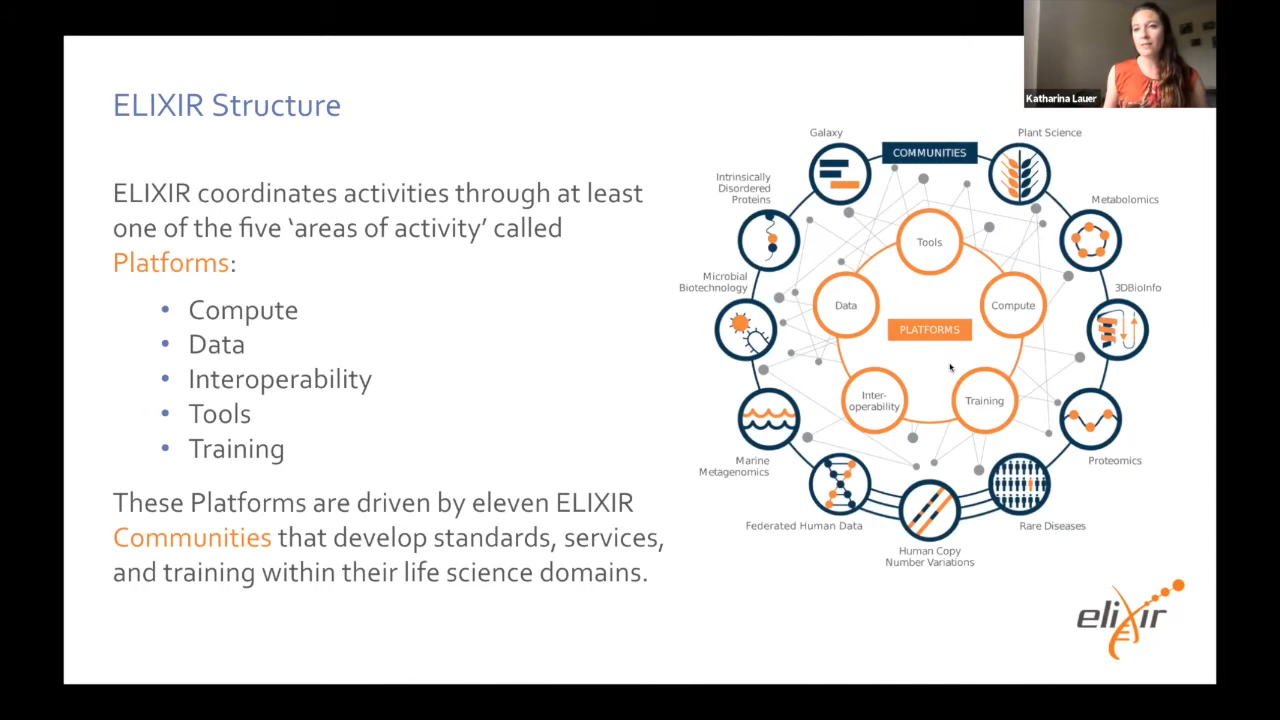 Katharina Lauer
ELIXIR Structure
ELIXIR coordinates activities through at least
one of the five ‘areas of activity’ called
Platforms:
• Compute
• Data
• Interoperability
• Tools
• Training
These Platforms are driven by eleven ELIXIR
Communities that develop standards, services,
and training within their life science domains.
COMMUNITIES
Galaxy
Plant Science
Intrinsically
Disordered
Proteins
Metabolomics
Microbial
Biotechnology
3DBioInfo
Marine
Metagenomics
Proteomics
Federated Human Data
Rare Diseases
Human Copy
Number Variations
PLATFORMS
Tools
Data
Compute
Inter-
operability
Training
elixir